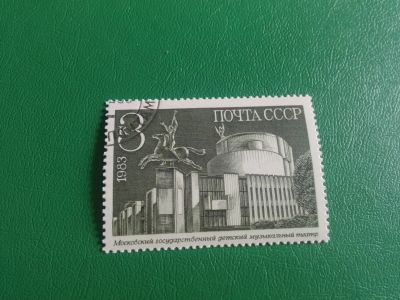 ПОЧТА СССР
3
1983
Московский государственный детский музыкальный театр